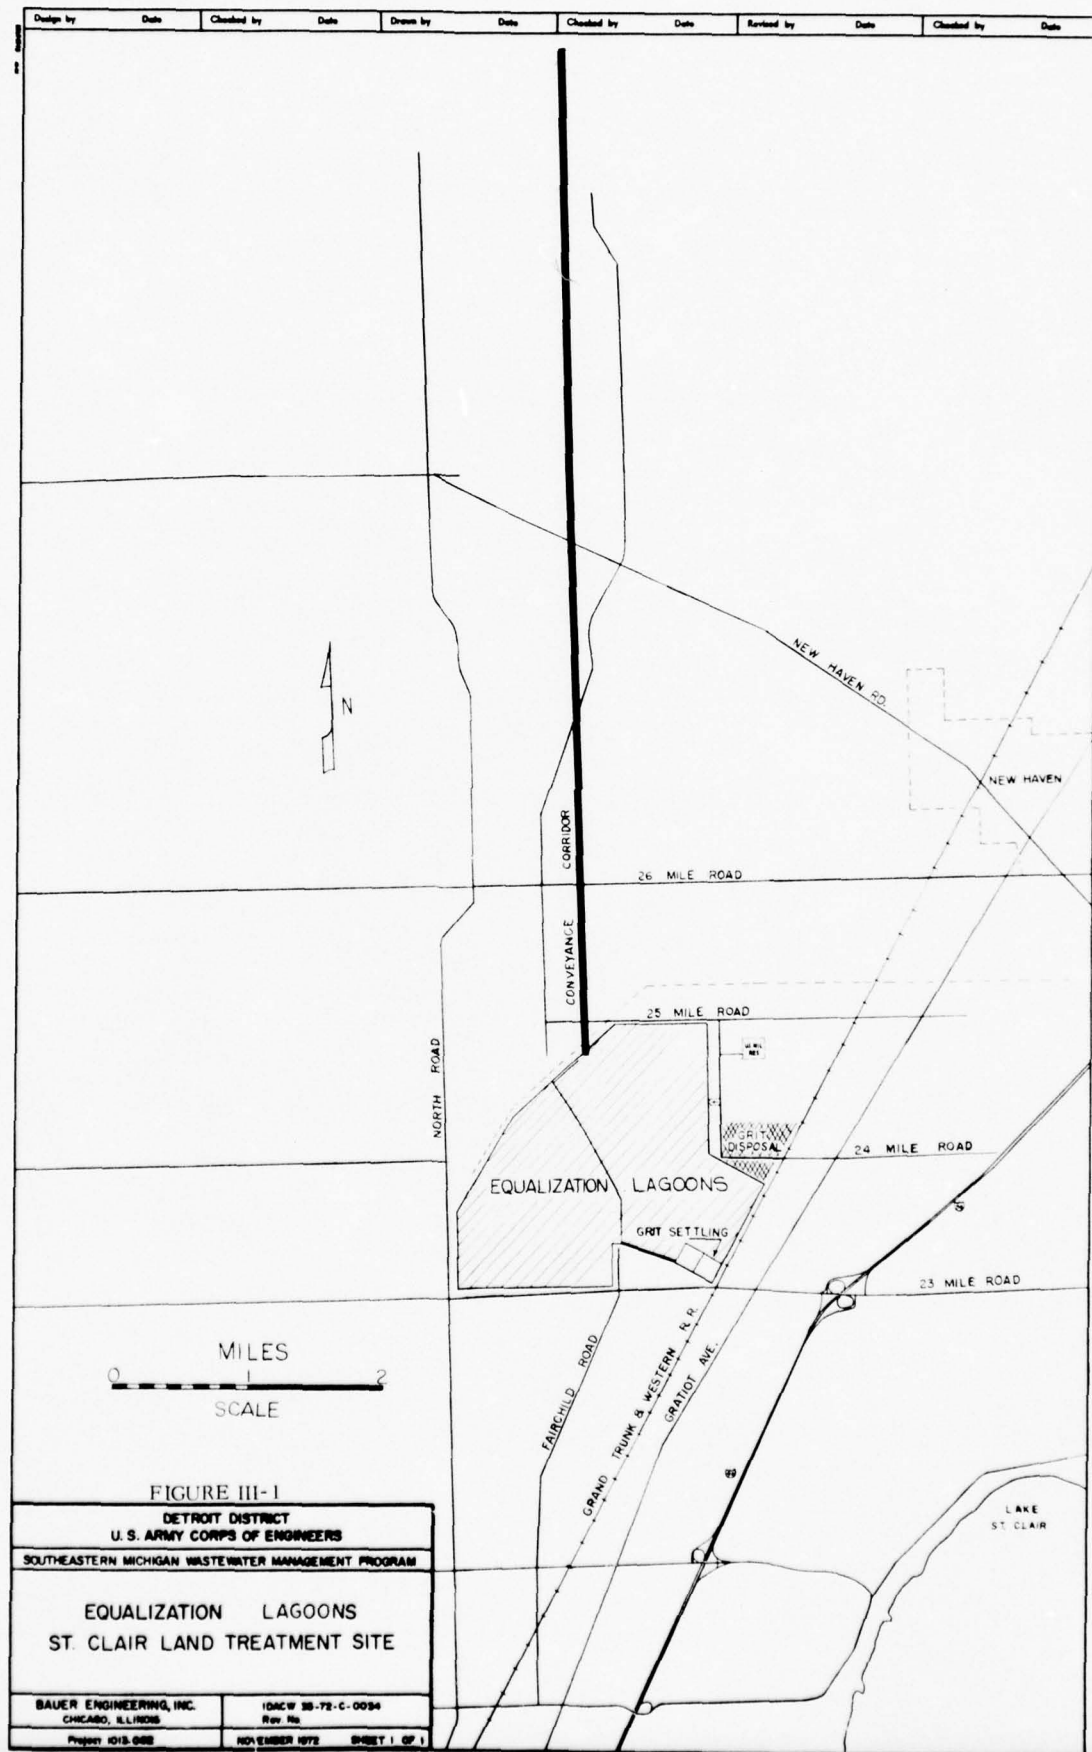 Design by Date Checked by Date Drawn by Date Checked by Date Revised by Date Checked by Date
N
NEW HAVEN RD.
NEW HAVEN
CONVEYANCE CORRIDOR
26 MILE ROAD
25 MILE ROAD
NORTH ROAD
GRIT
DISPOSAL
24 MILE ROAD
EQUALIZATION LAGOONS
GRIT SETTLING
23 MILE ROAD
MILES
0 1 2
SCALE
FAIRCHILD ROAD
GRAND TRUNK & WESTERN R. R.
GRATIOT AVE.
LAKE
ST. CLAIR
FIGURE III-1
DETROIT DISTRICT
U. S. ARMY CORPS OF ENGINEERS
SOUTHEASTERN MICHIGAN WASTEWATER MANAGEMENT PROGRAM
EQUALIZATION LAGOONS
ST. CLAIR LAND TREATMENT SITE
BAUER ENGINEERING, INC.
CHICAGO, ILLINOIS
Rev. No.
Project
NOVEMBER 1972 SHEET 1 OF 1